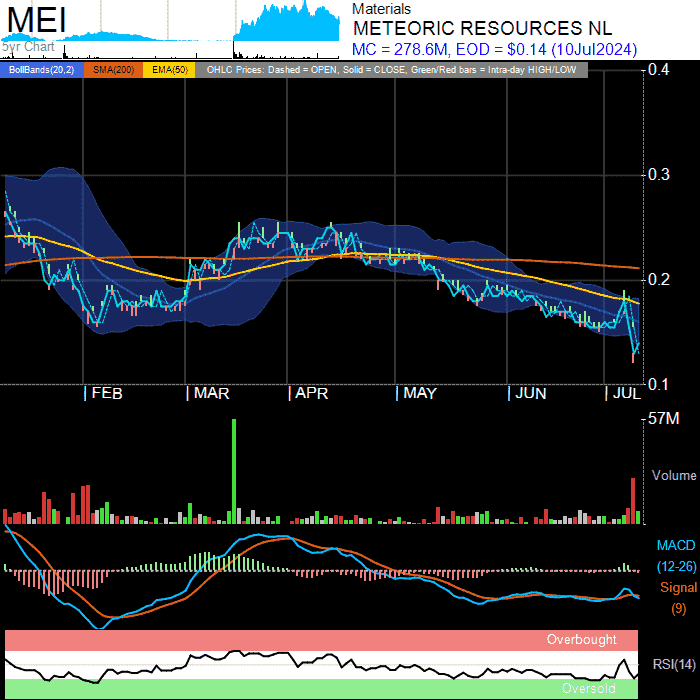 MEI
5yr Chart
Materials
METEORIC RESOURCES NL
MC = 278.6M, EOD = $0.14 (10Jul2024)
BollBands(20,2) SMA(200) EMA(50) OHLC Prices: Dashed = OPEN, Solid = CLOSE, Green/Red bars = Intra-day HIGH/LOW
0.4
0.3
0.2
0.1
| FEB | MAR | APR | MAY | JUN | JUL
57M
Volume
MACD
(12-26)
Signal
(9)
Overbought
RSI(14)
Oversold